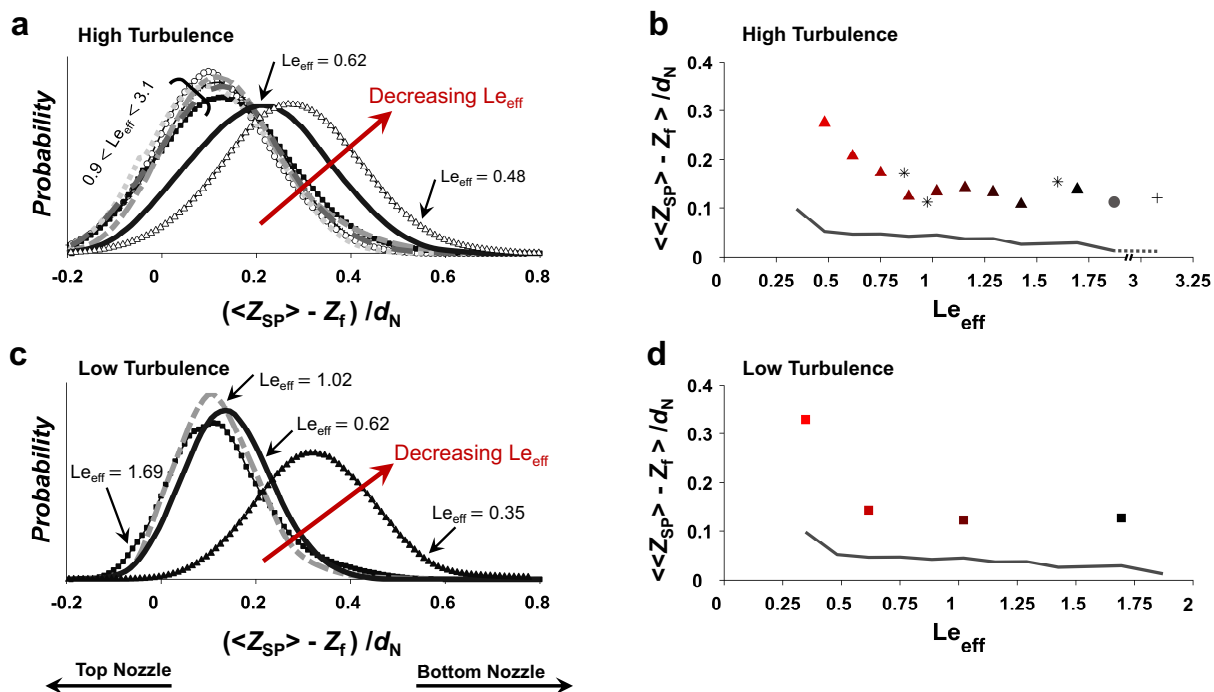 a
High Turbulence
Le_eff = 0.62
0.9 < Le_eff < 3.1
Decreasing Le_eff
Le_eff = 0.48
Probability
-0.2 0 0.2 0.4 0.6 0.8
(<Z_SP> - Z_f) /d_N
b
High Turbulence
<<Z_SP> - Z_f > /d_N
0.4
0.3
0.2
0.1
0
0 0.25 0.5 0.75 1 1.25 1.5 1.75 3 3.25
Le_eff
c
Low Turbulence
Le_eff = 1.02
Le_eff = 0.62
Decreasing Le_eff
Le_eff = 1.69
Le_eff = 0.35
Probability
-0.2 0 0.2 0.4 0.6 0.8
(<Z_SP> - Z_f) /d_N
Top Nozzle
Bottom Nozzle
d
Low Turbulence
<<Z_SP> - Z_f > /d_N
0.4
0.3
0.2
0.1
0
0 0.25 0.5 0.75 1 1.25 1.5 1.75 2
Le_eff